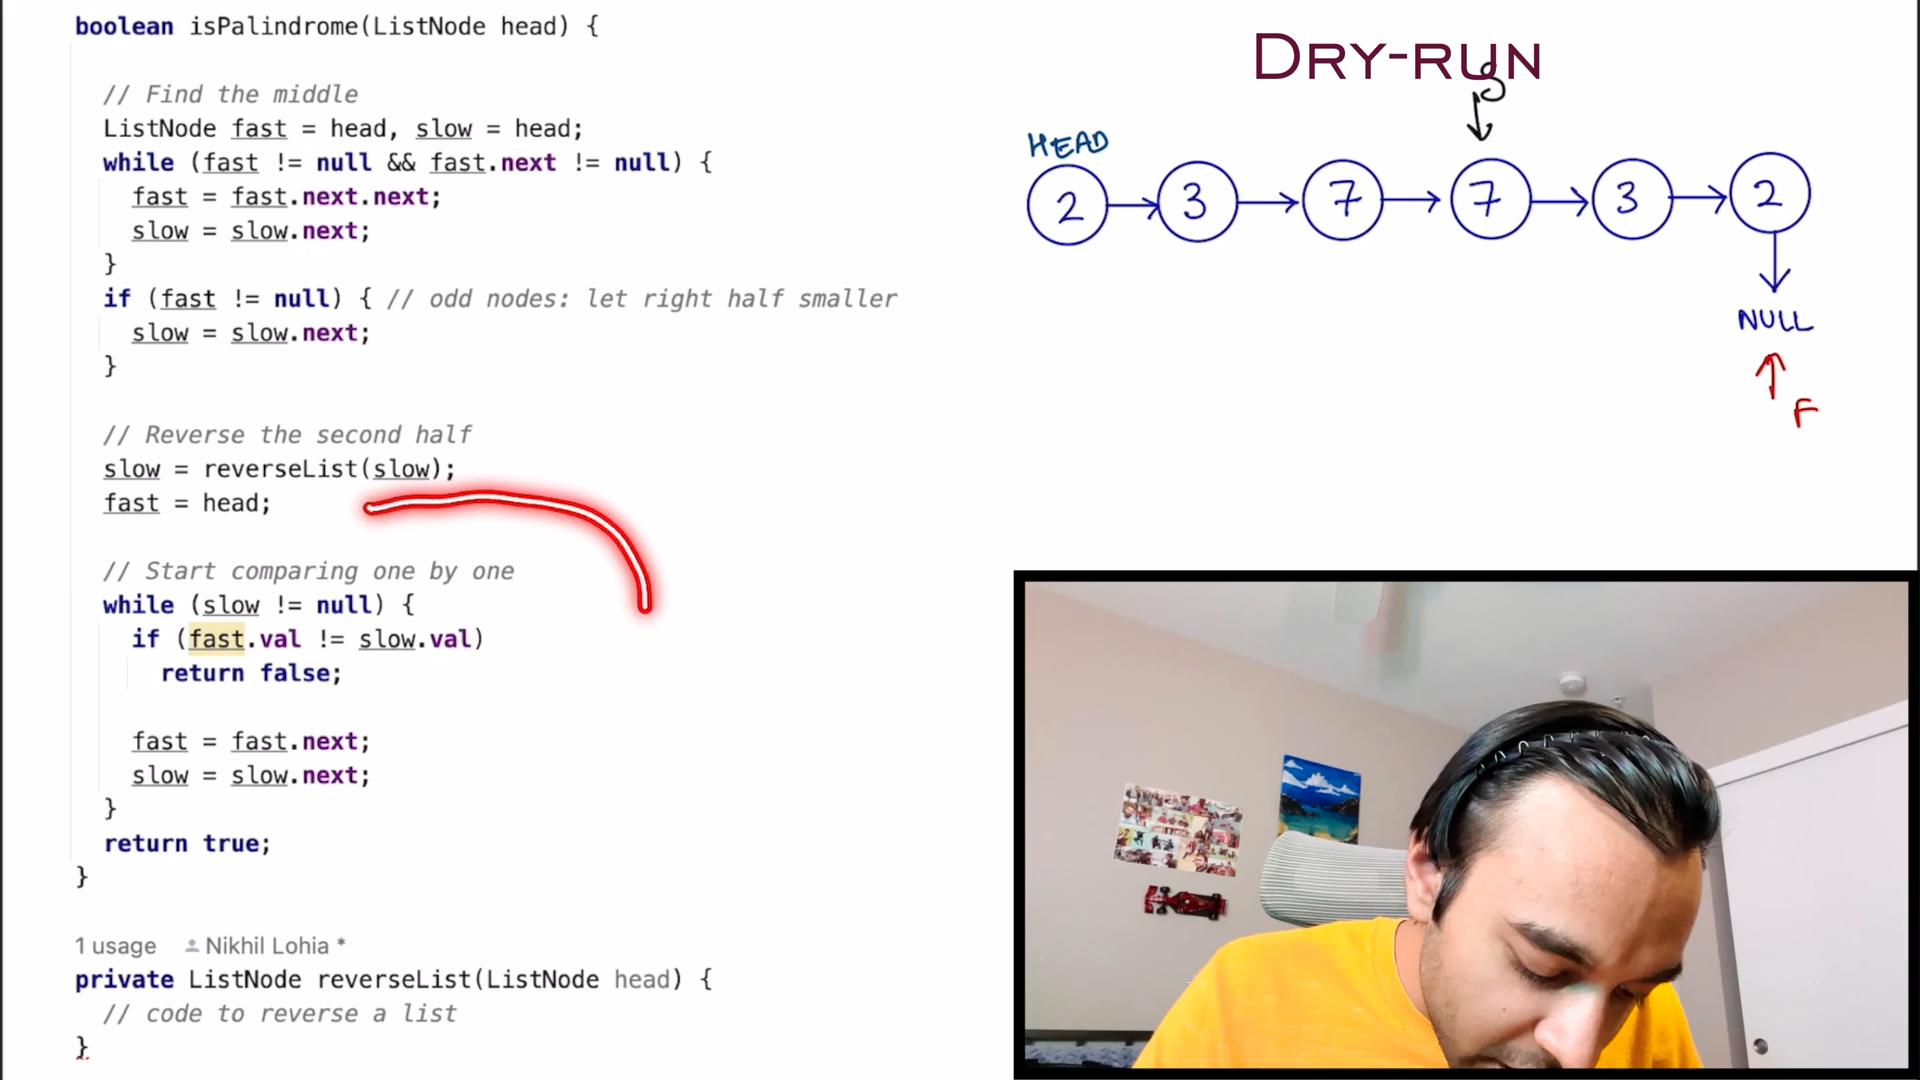 boolean isPalindrome(ListNode head) {
// Find the middle
ListNode fast = head, slow = head;
while (fast != null && fast.next != null) {
fast = fast.next.next;
slow = slow.next;
}
if (fast != null) { // odd nodes: let right half smaller
slow = slow.next;
}
// Reverse the second half
slow = reverseList(slow);
fast = head;
// Start comparing one by one
while (slow != null) {
if (fast.val != slow.val)
return false;
fast = fast.next;
slow = slow.next;
}
return true;
}
1 usage Nikhil Lohia *
private ListNode reverseList(ListNode head) {
// code to reverse a list
}
DRY-RUN
S
HEAD
2 3 7 7 3 2
NULL
F